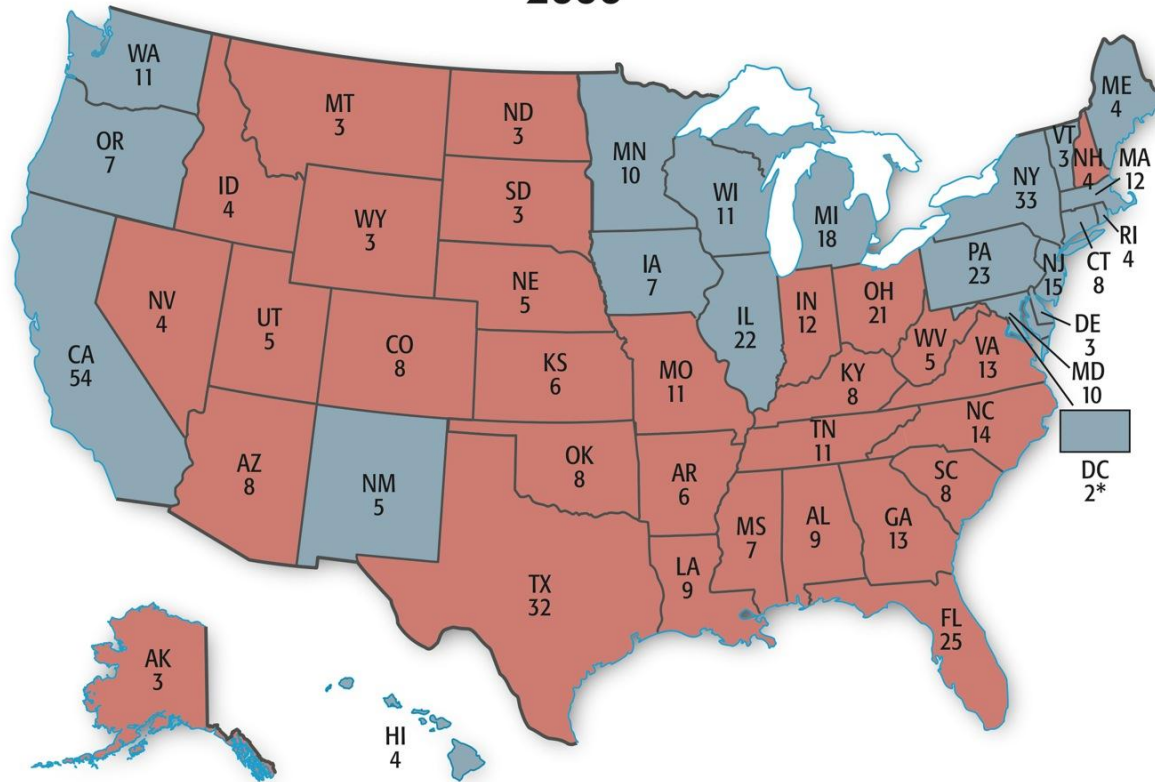 WA
11
OR
7
CA
54
ID
4
NV
4
MT
3
WY
3
UT
5
AZ
8
CO
8
NM
5
ND
3
SD
3
NE
5
KS
6
OK
8
TX
32
MN
10
IA
7
MO
11
AR
6
LA
9
WI
11
IL
22
MI
18
IN
12
OH
21
KY
8
TN
11
MS
7
AL
9
GA
13
FL
25
SC
8
NC
14
VA
13
WV
5
PA
23
NY
33
VT
3
NH
4
ME
4
MA
12
RI
4
CT
8
NJ
15
DE
3
MD
10
DC
2*
AK
3
HI
4